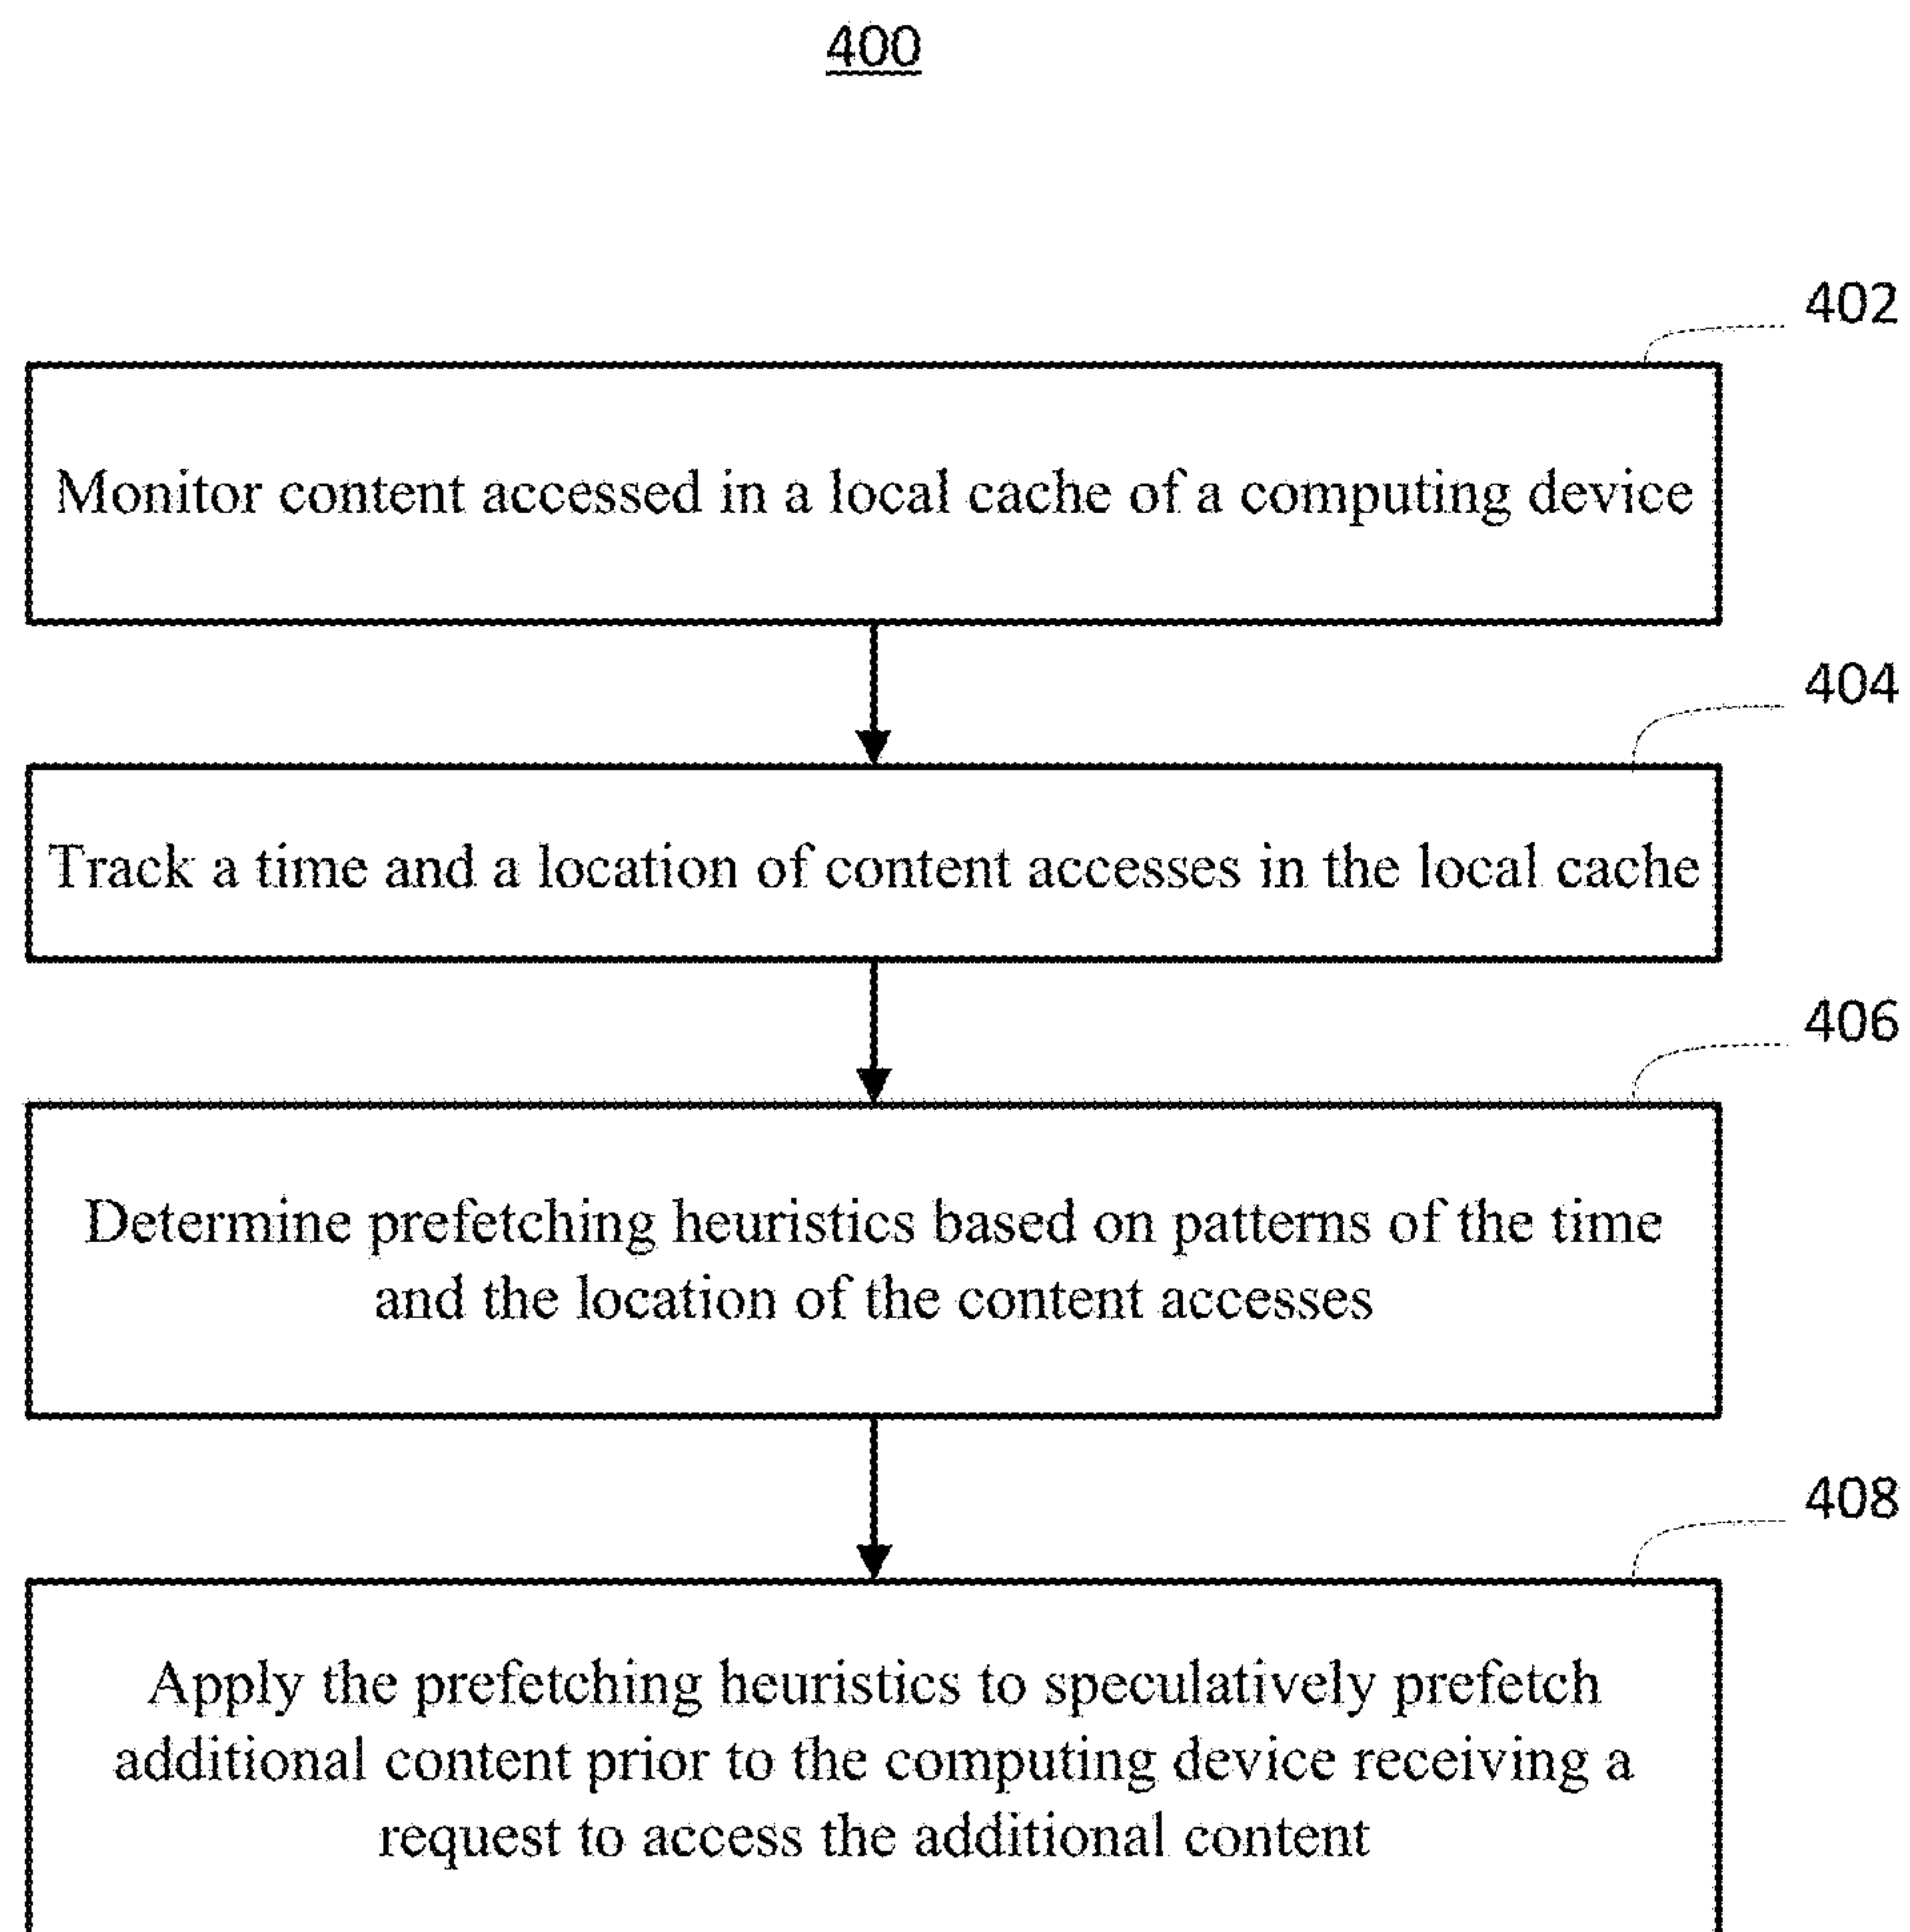 400
402
Monitor content accessed in a local cache of a computing device
404
Track a time and a location of content accesses in the local cache
406
Determine prefetching heuristics based on patterns of the time
and the location of the content accesses
408
Apply the prefetching heuristics to speculatively prefetch
additional content prior to the computing device receiving a
request to access the additional content